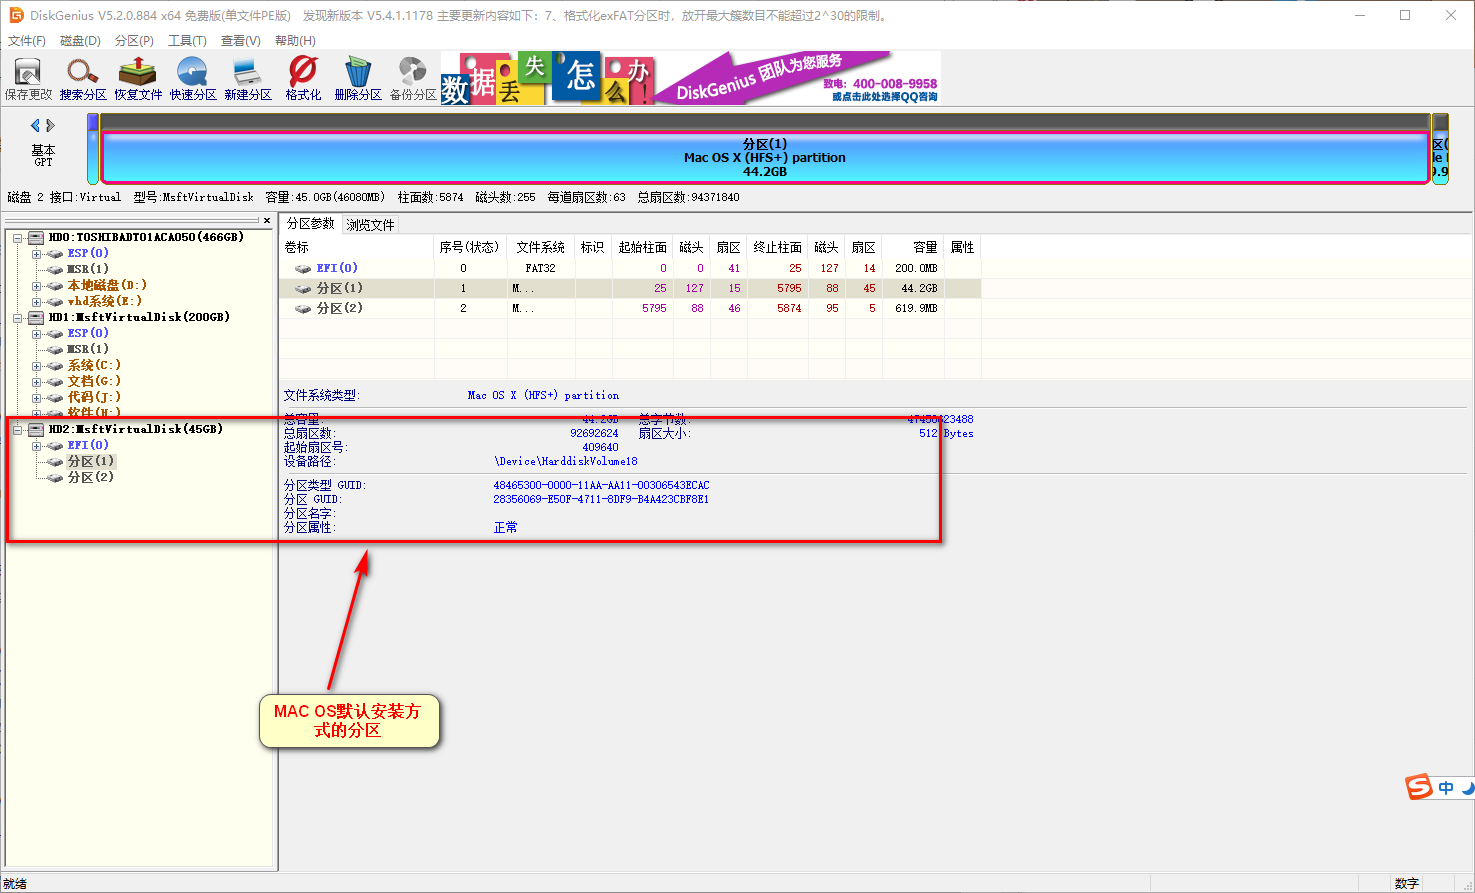 DiskGenius V5.2.0.884 x64 免费版(单文件PE版)    发现新版本 V5.4.1.1178 主要更新内容如下：7、格式化exFAT分区时，放开最大簇数目不能超过2^30的限制。
文件(F) 磁盘(D) 分区(P) 工具(T) 查看(V) 帮助(H)
保存更改 搜索分区 恢复文件 快速分区 新建分区 格式化 删除分区 备份分区
数据丢失怎么办!
DiskGenius 团队为您服务
致电：400-008-9958
或点击此处选择QQ咨询
基本
GPT
分区(1)
Mac OS X (HFS+) partition
44.2GB
磁盘 2 接口:Virtual 型号:MsftVirtualDisk 容量:45.0GB(46080MB) 柱面数:5874 磁头数:255 每道扇区数:63 总扇区数:94371840
HD0:TOSHIBADT01ACA050(466GB)
ESP(0)
MSR(1)
本地磁盘(D:)
vhd系统(E:)
HD1:MsftVirtualDisk(200GB)
ESP(0)
MSR(1)
系统(C:)
文档(G:)
代码(J:)
软件(H:)
HD2:MsftVirtualDisk(45GB)
EFI(0)
分区(1)
分区(2)
分区参数 浏览文件
卷标 序号(状态) 文件系统 标识 起始柱面 磁头 扇区 终止柱面 磁头 扇区 容量 属性
EFI(0) 0 FAT32 0 0 41 25 127 14 200.0MB
分区(1) 1 M... 25 127 15 5795 88 45 44.2GB
分区(2) 2 M... 5795 88 46 5874 95 5 619.9MB
文件系统类型: Mac OS X (HFS+) partition
总容量: 44.2GB 总字节数: 47458623488
总扇区数: 92692624 扇区大小: 512 Bytes
起始扇区号: 409640
设备路径: \Device\HarddiskVolume18
分区类型 GUID: 48465300-0000-11AA-AA11-00306543ECAC
分区 GUID: 28356069-E50F-4711-8DF9-B4A423CBF8E1
分区名字:
分区属性: 正常
MAC OS默认安装方
式的分区
中
就绪 数字